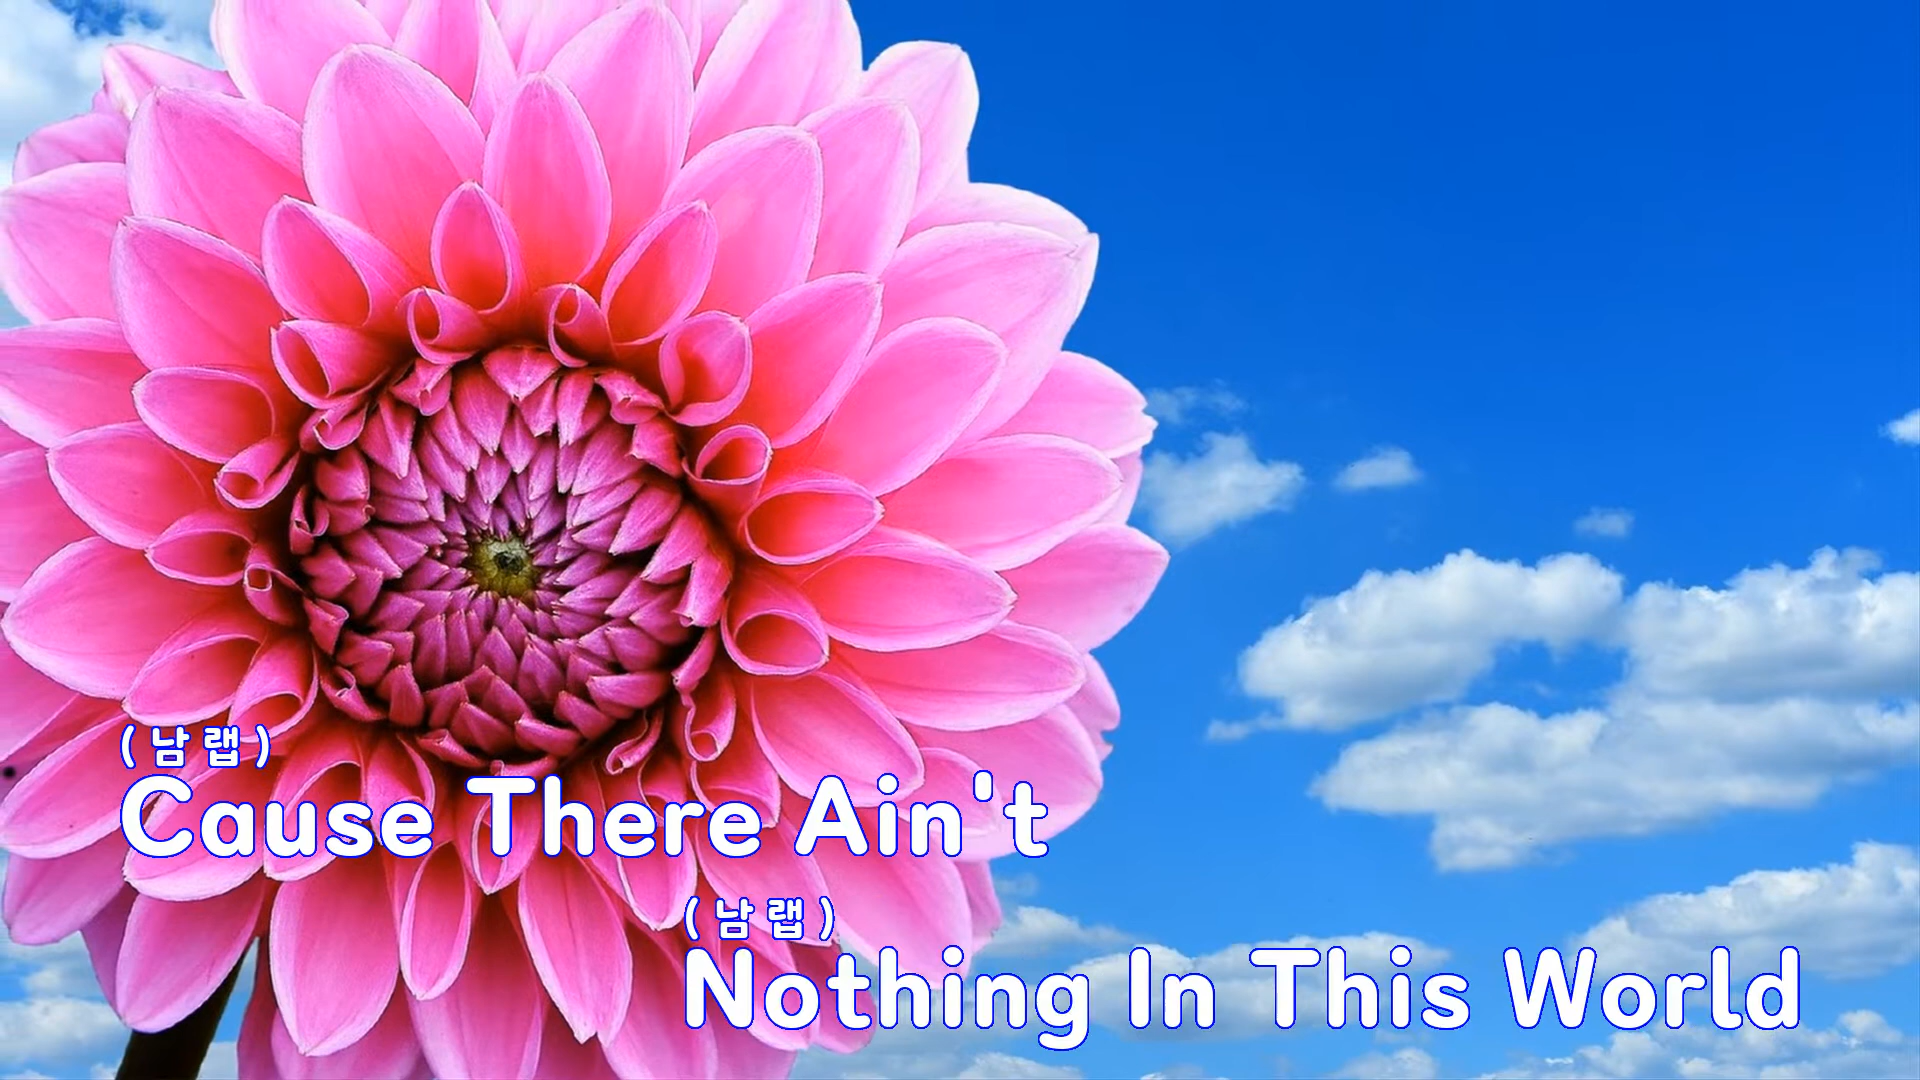 ( 남 랩 )
Cause There Ain't
( 남 랩 )
Nothing In This World